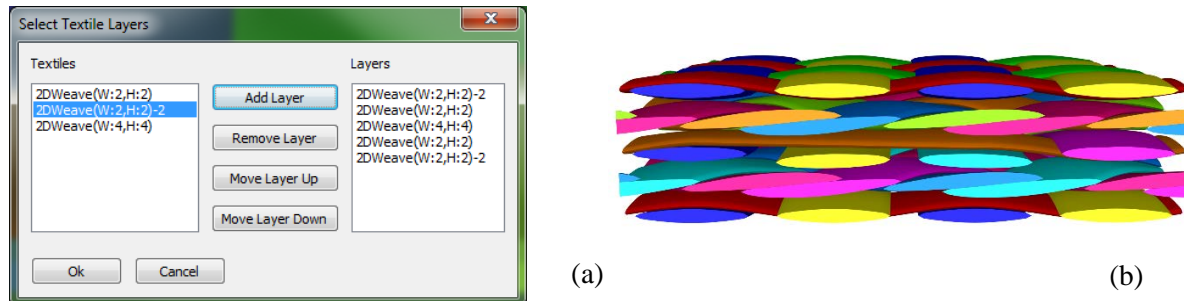 Select Textile Layers
Textiles
2DWeave(W:2,H:2)
2DWeave(W:2,H:2)-2
2DWeave(W:4,H:4)
Add Layer
Remove Layer
Move Layer Up
Move Layer Down
Layers
2DWeave(W:2,H:2)-2
2DWeave(W:2,H:2)
2DWeave(W:4,H:4)
2DWeave(W:2,H:2)
2DWeave(W:2,H:2)-2
Ok
Cancel
(a)
(b)